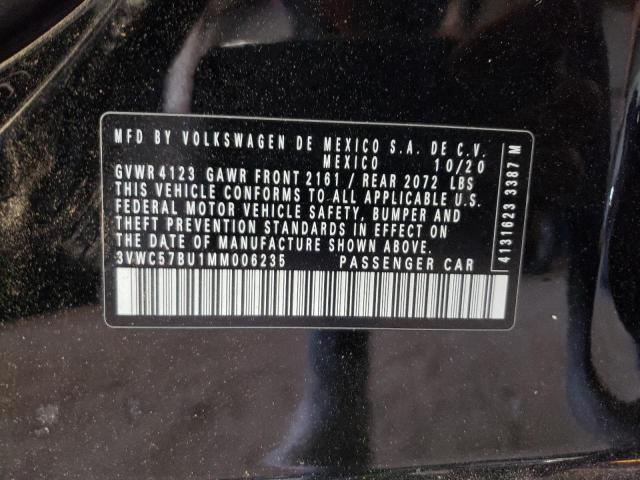 MFD BY VOLKSWAGEN DE MEXICO S.A. DE C.V.
MEXICO 10/20
GVWR 4123 GAWR FRONT 2161 / REAR 2072 LBS
THIS VEHICLE CONFORMS TO ALL APPLICABLE U.S.
FEDERAL MOTOR VEHICLE SAFETY, BUMPER AND
THEFT PREVENTION STANDARDS IN EFFECT ON
THE DATE OF MANUFACTURE SHOWN ABOVE.
3VWC57BU1MM006235 PASSENGER CAR
4131623 3387 M